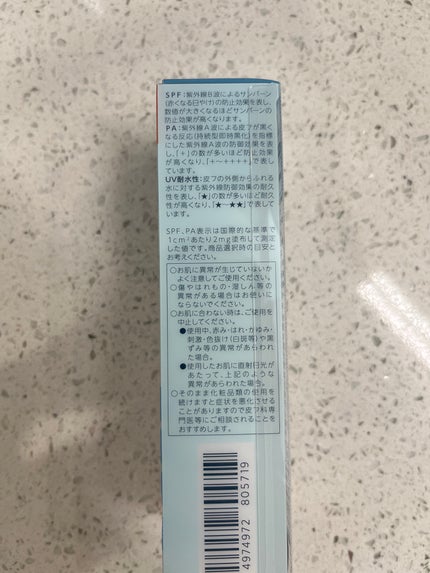 SPF:紫外線B波によるサンバーン
(赤くなる日やけ)の防止効果を表し、
数値が大きくなるほどサンバーンの
防止効果が高くなります。
PA:紫外線A波による皮フが黒く
なる反応(持続型即時黒化)を指標
にした紫外線A波の防御効果を表
し、「+」の数が多いほど防止効果
が高くなり、「+～++++」で表し
ています。
UV耐水性:皮フの外側からふれる
水に対する紫外線防御効果の耐久
性を表し、「★」の数が多いほど耐久
性が高くなり、「★～★★」で表して
います。
SPF、PA表示は国際的な基準で
1cm²あたり2mg塗布して測定
した値です。商品選択時の目安と
お考えください。
○お肌に異常が生じていないか
よく注意してご使用ください。
○傷やはれもの・湿しん等の
異常がある場合はお使いに
ならないでください。
○お肌に合わない時は、ご使用を
中止してください。
●使用中、赤み・はれ・かゆみ・
刺激・色抜け(白斑等)や黒
ずみ等の異常があらわれ
た場合。
●使用したお肌に直射日光が
あたって、上記のような
異常があらわれた場合。
○そのまま化粧品類の使用を
続けますと症状を悪化させる
ことがありますので皮フ科専
門医等にご相談されることを
おすすめします。
4974972 805719